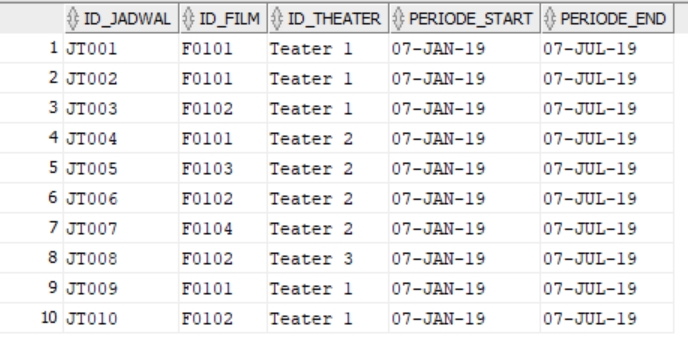 ID_JADWAL ID_FILM ID_THEATER PERIODE_START PERIODE_END
1 JT001 F0101 Teater 1 07-JAN-19 07-JUL-19
2 JT002 F0101 Teater 1 07-JAN-19 07-JUL-19
3 JT003 F0102 Teater 1 07-JAN-19 07-JUL-19
4 JT004 F0101 Teater 2 07-JAN-19 07-JUL-19
5 JT005 F0103 Teater 2 07-JAN-19 07-JUL-19
6 JT006 F0102 Teater 2 07-JAN-19 07-JUL-19
7 JT007 F0104 Teater 2 07-JAN-19 07-JUL-19
8 JT008 F0102 Teater 3 07-JAN-19 07-JUL-19
9 JT009 F0101 Teater 1 07-JAN-19 07-JUL-19
10 JT010 F0102 Teater 1 07-JAN-19 07-JUL-19